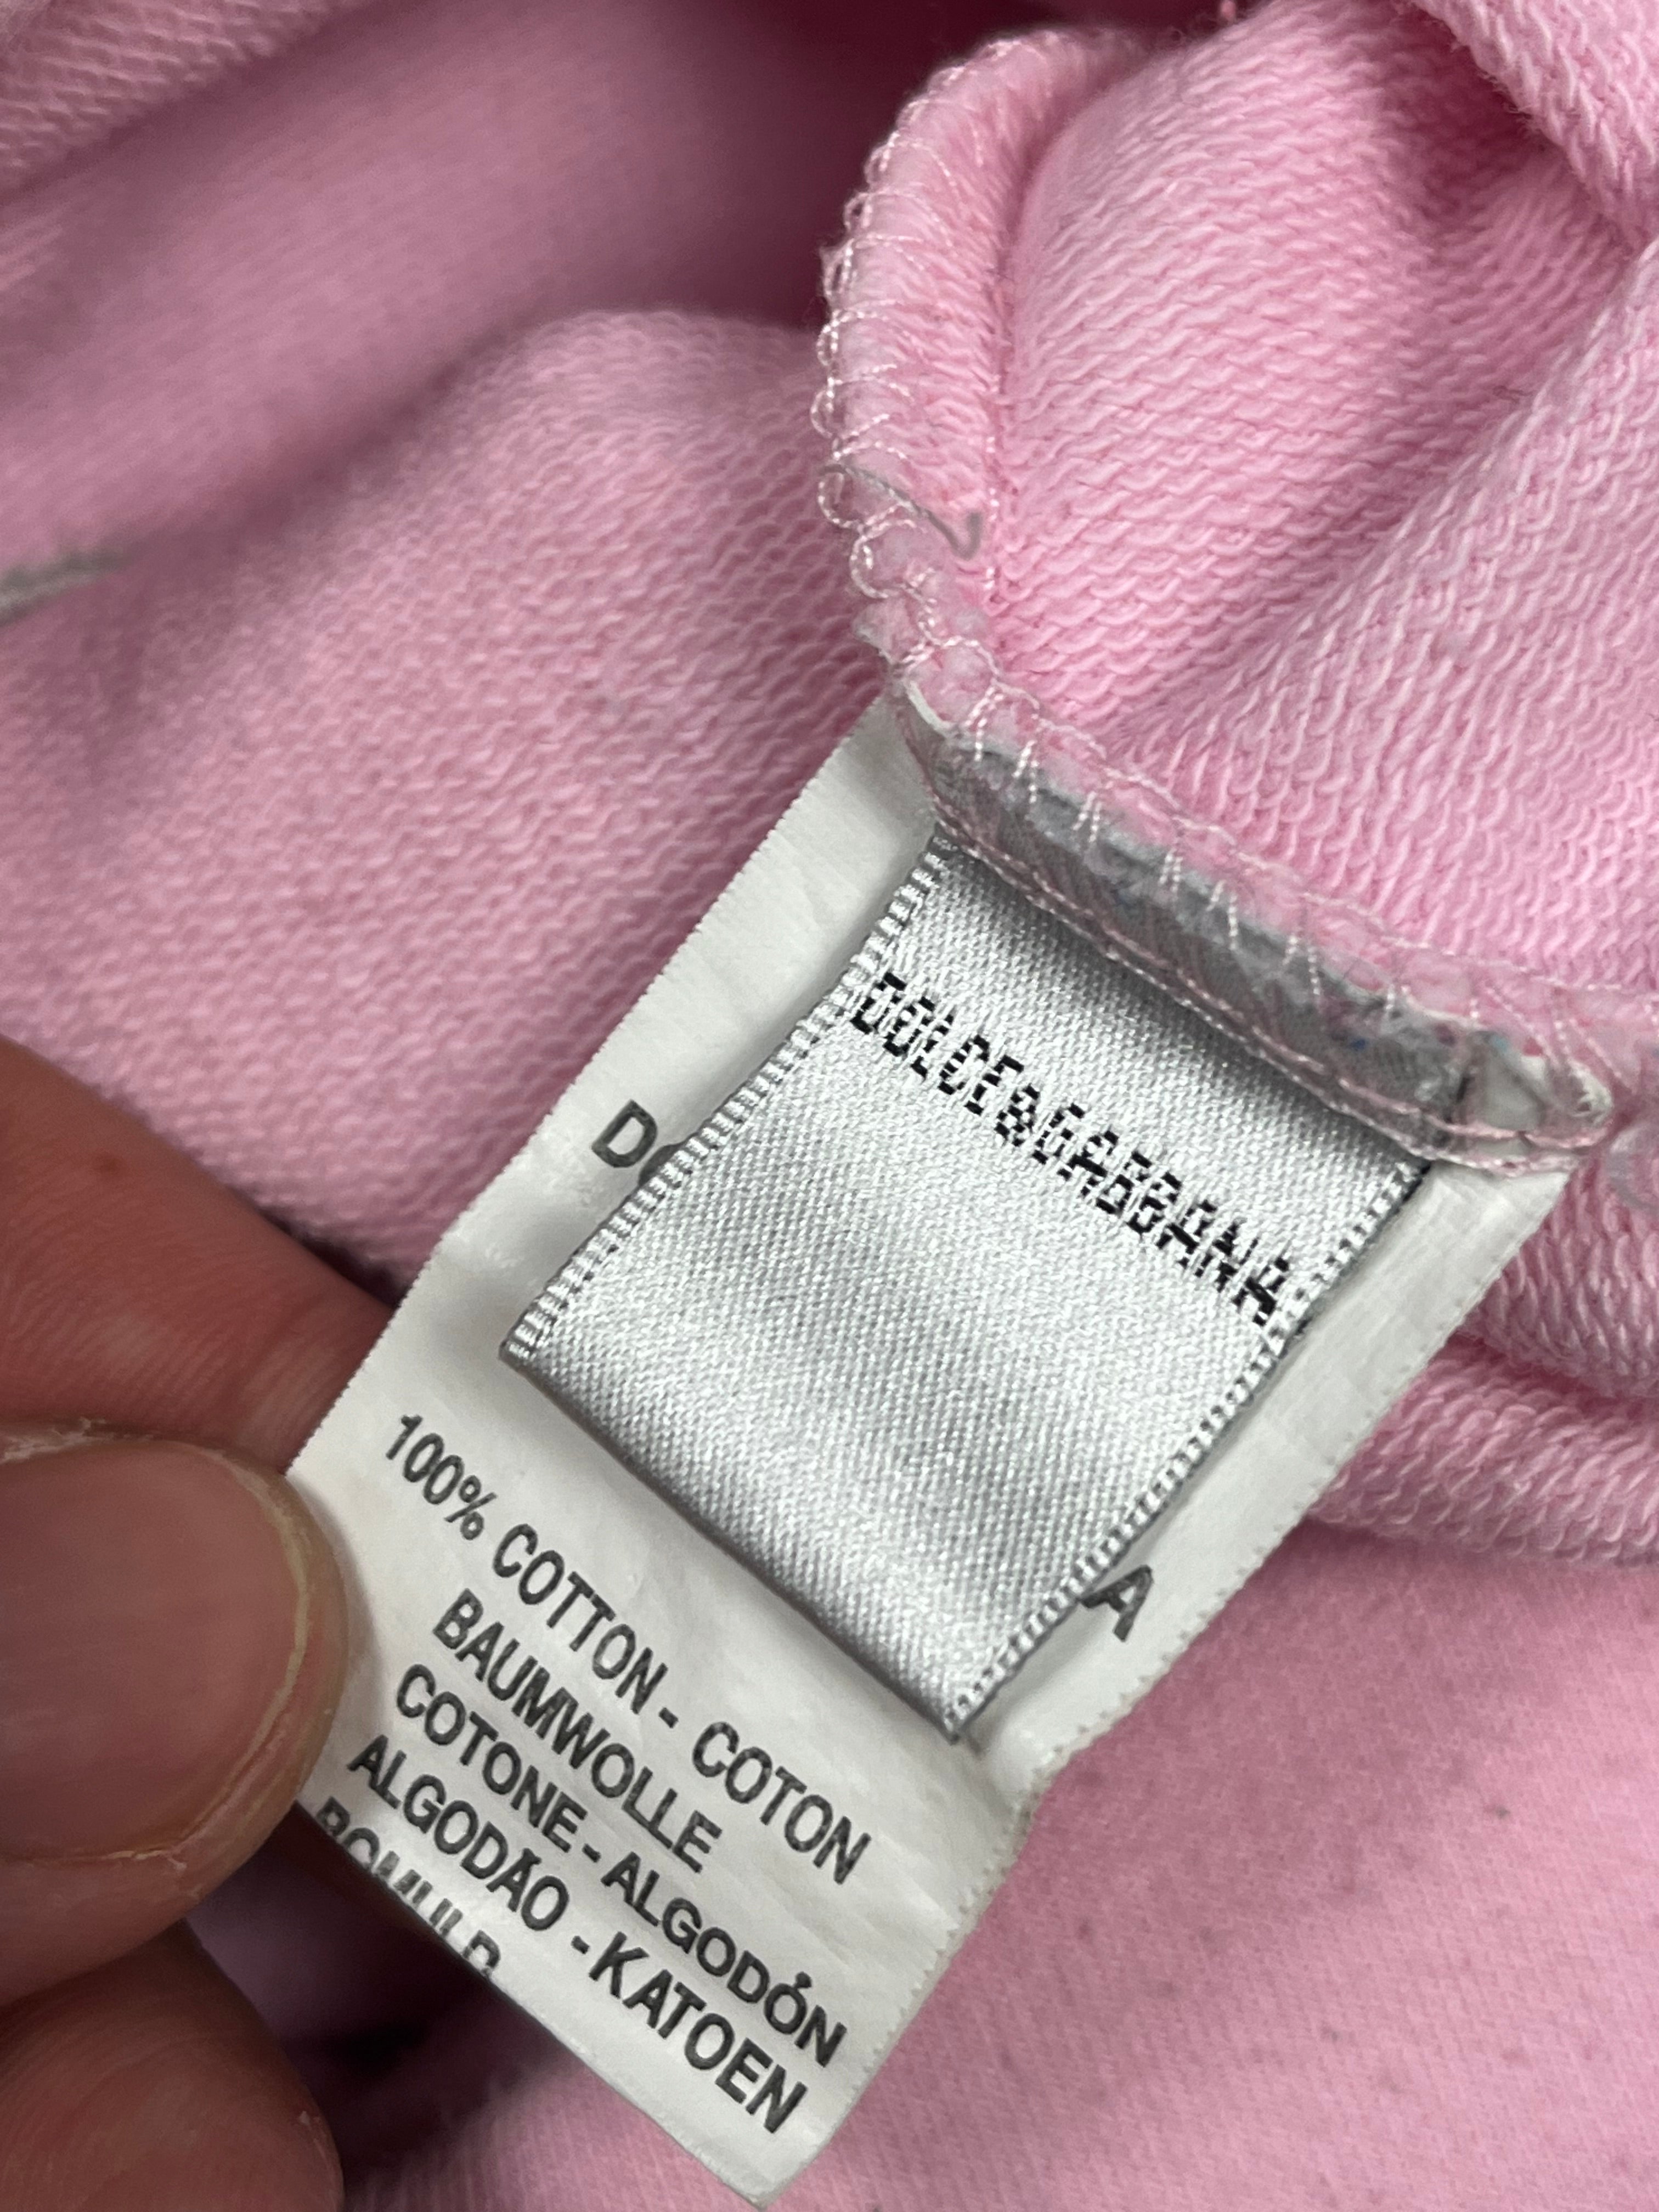 DOLCE&GABBANA
100% COTTON - COTON
BAUMWOLLE
COTONE - ALGODÓN
ALGODÃO - KATOEN